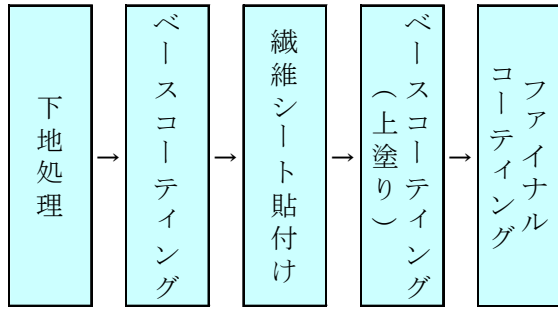 下地処理
→
ベースコーティング
→
繊維シート貼付け
→
ベースコーティング
（上塗り）
→
ファイナル
コーティング